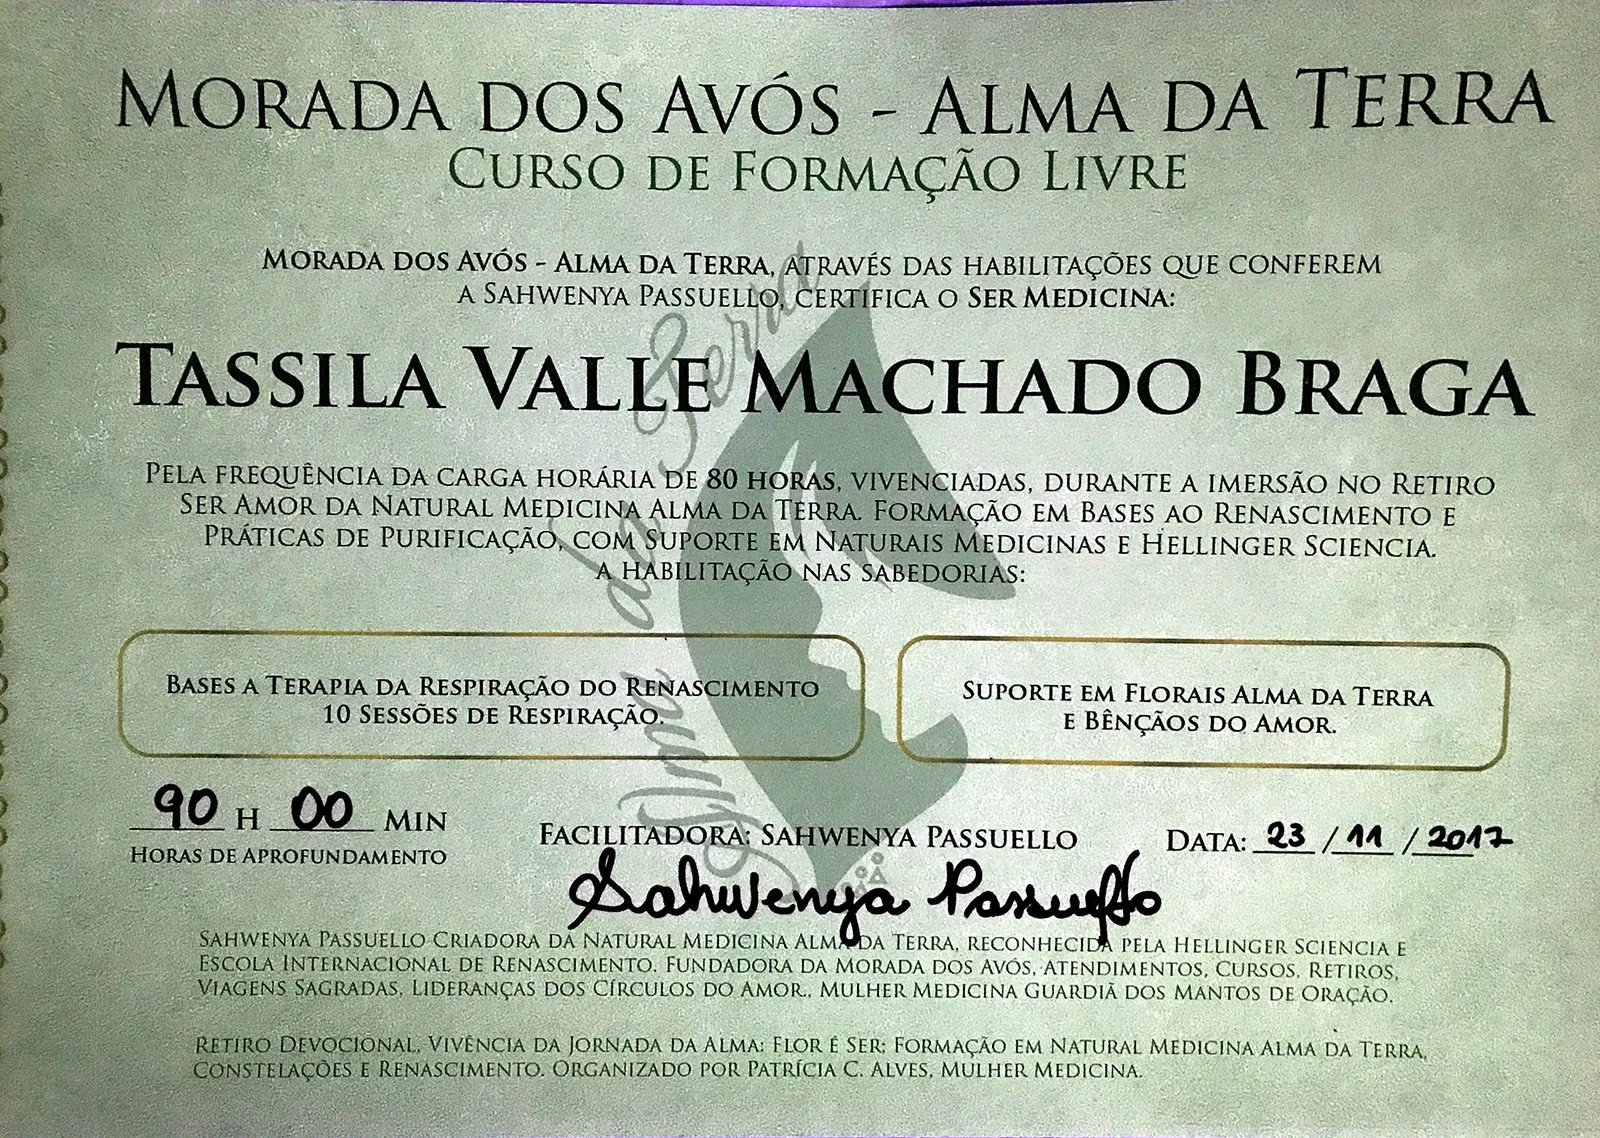 MORADA DOS AVÓS - ALMA DA TERRA
CURSO DE FORMAÇÃO LIVRE
MORADA DOS AVÓS - ALMA DA TERRA, ATRAVÉS DAS HABILITAÇÕES QUE CONFEREM
A SAHWENYA PASSUELLO, CERTIFICA O SER MEDICINA:
TASSILA VALLE MACHADO BRAGA
PELA FREQUÊNCIA DA CARGA HORÁRIA DE 80 HORAS, VIVENCIADAS, DURANTE A IMERSÃO NO RETIRO
SER AMOR DA NATURAL MEDICINA ALMA DA TERRA. FORMAÇÃO EM BASES AO RENASCIMENTO E
PRÁTICAS DE PURIFICAÇÃO, COM SUPORTE EM NATURAIS MEDICINAS E HELLINGER SCIENCIA.
A HABILITAÇÃO NAS SABEDORIAS:
Alma da Terra
BASES A TERAPIA DA RESPIRAÇÃO DO RENASCIMENTO
10 SESSÕES DE RESPIRAÇÃO.
SUPORTE EM FLORAIS ALMA DA TERRA
E BÊNÇÃOS DO AMOR.
90 H 00 MIN
HORAS DE APROFUNDAMENTO
FACILITADORA: SAHWENYA PASSUELLO
Sahwenya Passuello
DATA: 23 / 11 / 2017
SAHWENYA PASSUELLO CRIADORA DA NATURAL MEDICINA ALMA DA TERRA, RECONHECIDA PELA HELLINGER SCIENCIA E
ESCOLA INTERNACIONAL DE RENASCIMENTO. FUNDADORA DA MORADA DOS AVÓS, ATENDIMENTOS, CURSOS, RETIROS,
VIAGENS SAGRADAS, LIDERANÇAS DOS CÍRCULOS DO AMOR., MULHER MEDICINA GUARDIÃ DOS MANTOS DE ORAÇÃO.
RETIRO DEVOCIONAL, VIVÊNCIA DA JORNADA DA ALMA: FLOR É SER; FORMAÇÃO EM NATURAL MEDICINA ALMA DA TERRA,
CONSTELAÇÕES E RENASCIMENTO. ORGANIZADO POR PATRÍCIA C. ALVES, MULHER MEDICINA.